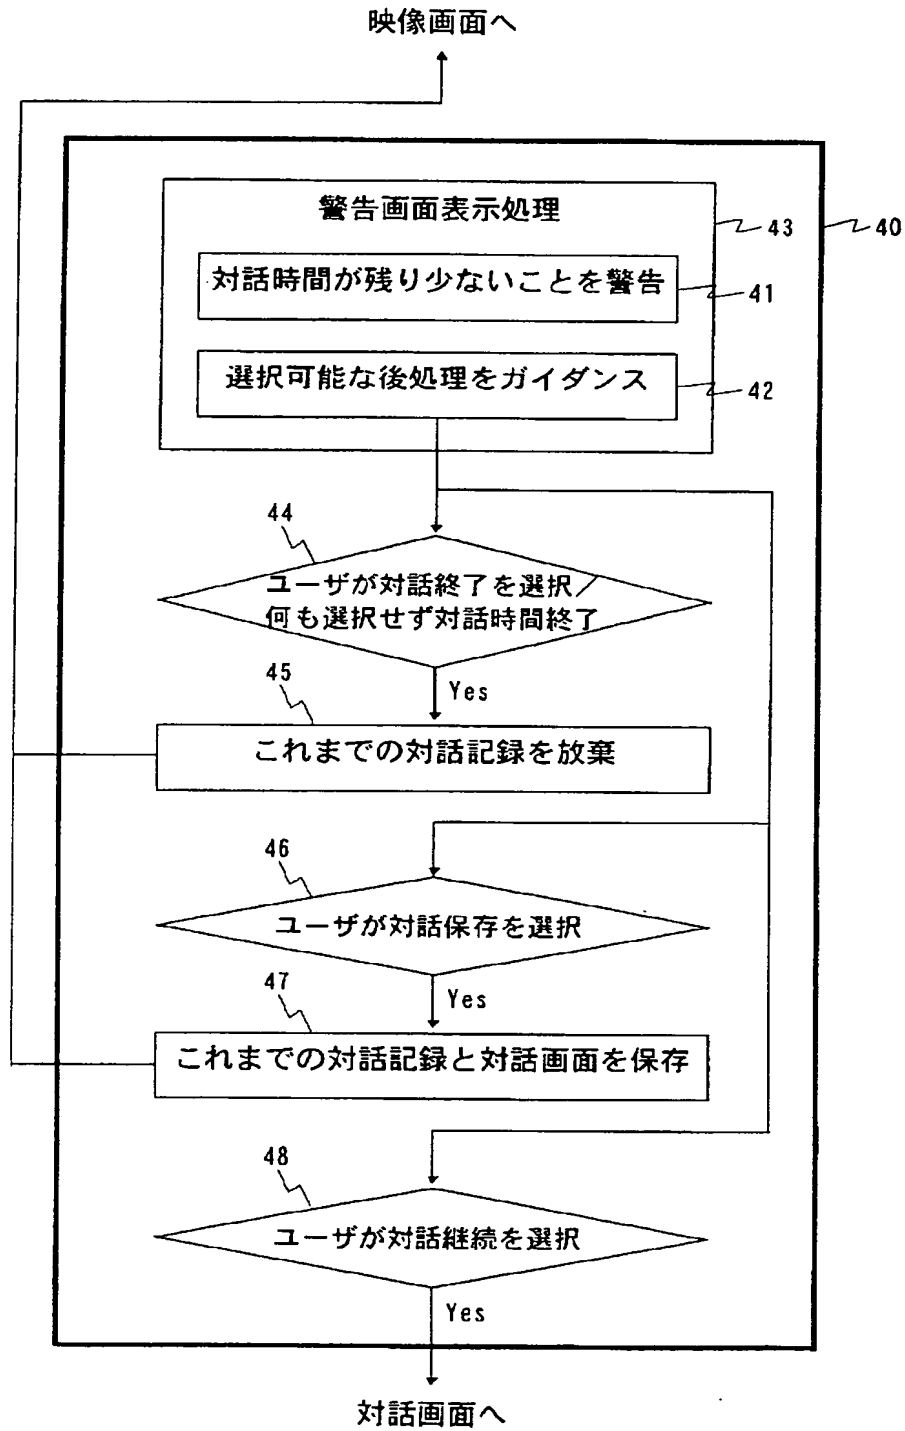 映像画面へ
警告画面表示処理
43
40
対話時間が残り少ないことを警告
41
選択可能な後処理をガイダンス
42
44
ユーザが対話終了を選択／
何も選択せず対話時間終了
Yes
45
これまでの対話記録を放棄
46
ユーザが対話保存を選択
Yes
47
これまでの対話記録と対話画面を保存
48
ユーザが対話継続を選択
Yes
対話画面へ